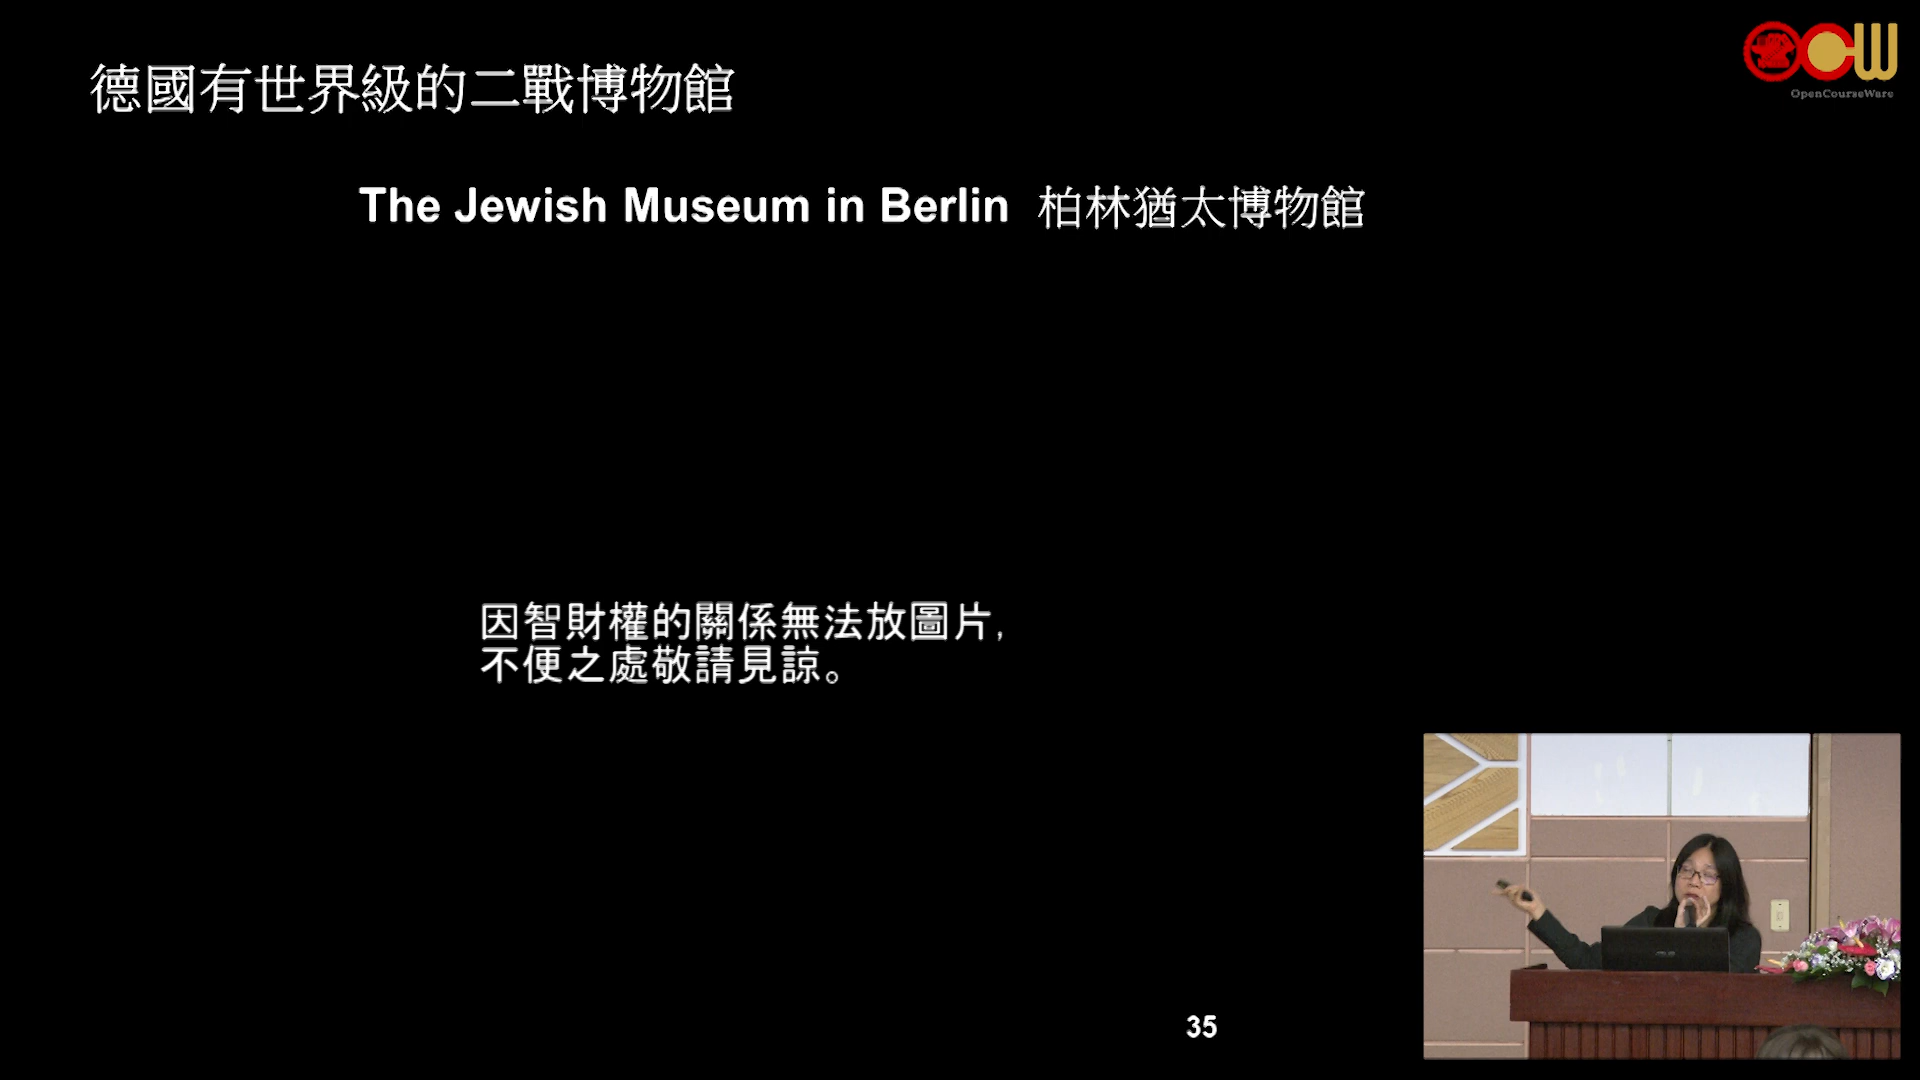 德國有世界級的二戰博物館
OpenCourseWare
The Jewish Museum in Berlin 柏林猶太博物館
因智財權的關係無法放圖片,
不便之處敬請見諒。
35